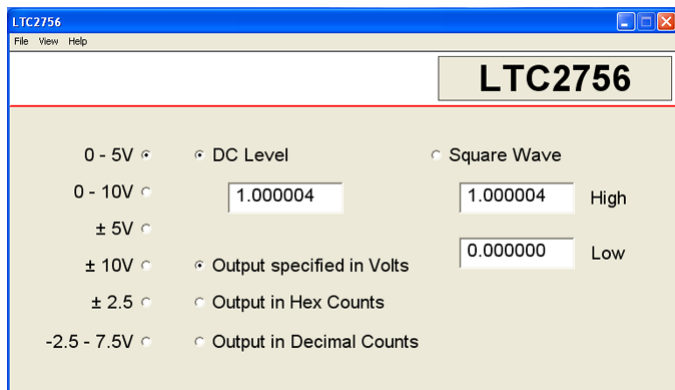 LTC2756
File View Help
LTC2756
0 - 5V DC Level Square Wave
0 - 10V 1.000004 1.000004 High
± 5V
0.000000 Low
± 10V Output specified in Volts
± 2.5 Output in Hex Counts
-2.5 - 7.5V Output in Decimal Counts